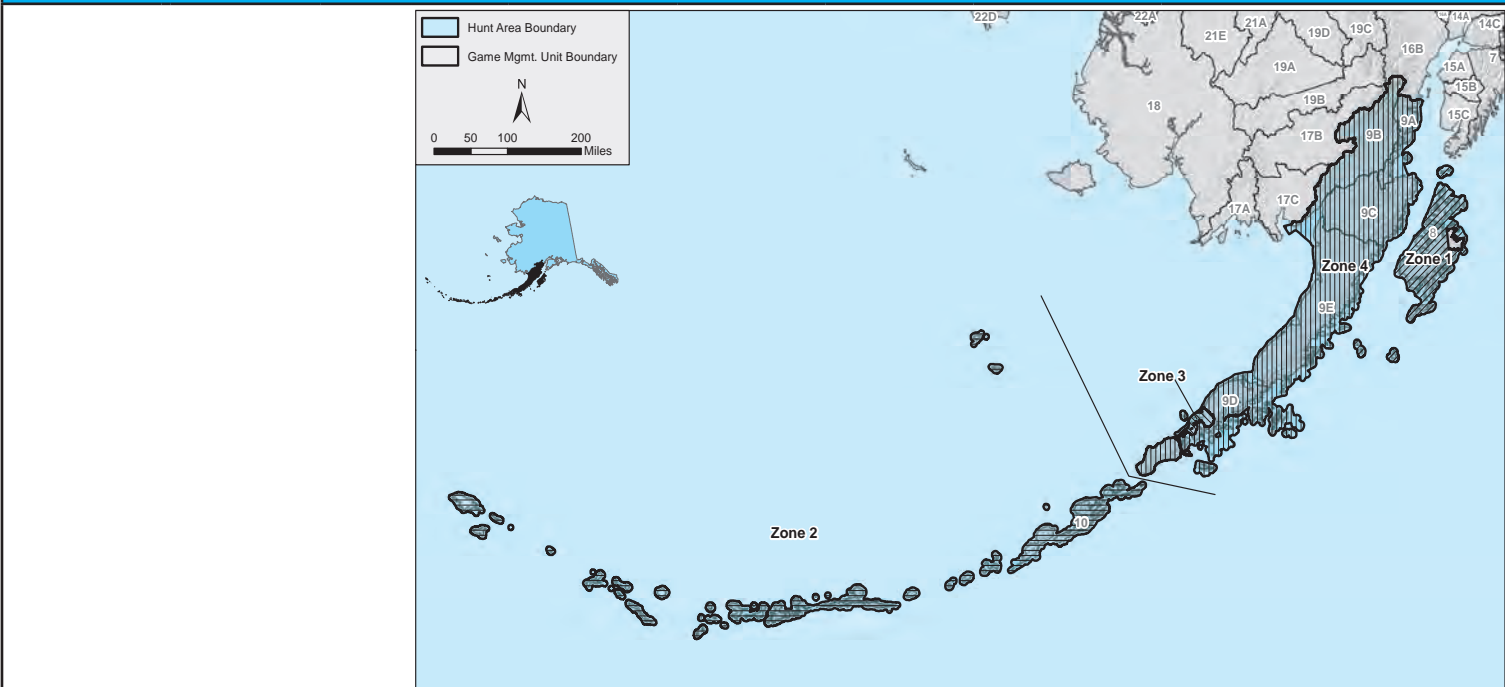 Hunt Area Boundary
Game Mgmt. Unit Boundary
N
0 50 100 200
Miles
22D
22A
21E
21A
19D
19C
16B
14A
14C
7
15A
15B
15C
19A
19B
18
17B
9B
9A
17A
17C
9C
8
Zone 1
Zone 4
9E
Zone 3
9D
10
Zone 2